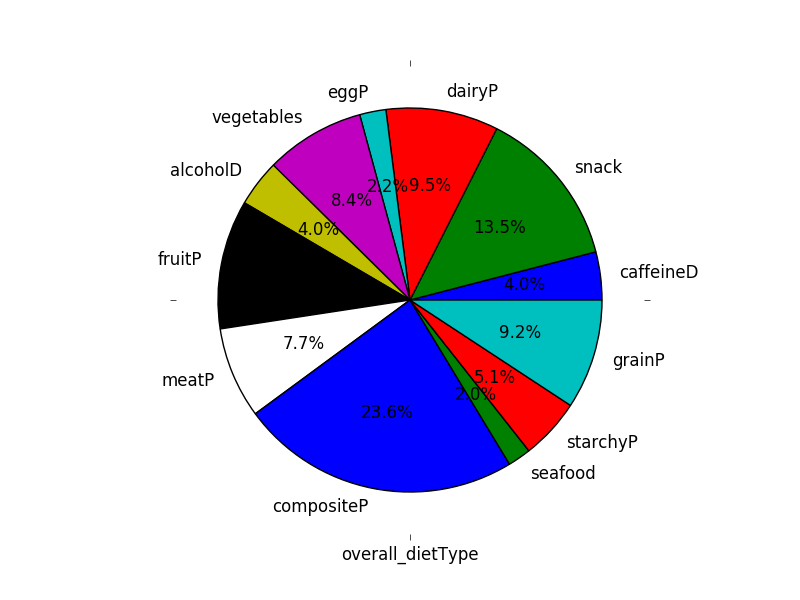 eggP
dairyP
vegetables
snack
alcoholD
2.2%
9.5%
8.4%
13.5%
4.0%
fruitP
caffeineD
4.0%
9.2%
7.7%
grainP
5.1%
meatP
2.0%
23.6%
starchyP
seafood
compositeP
overall_dietType